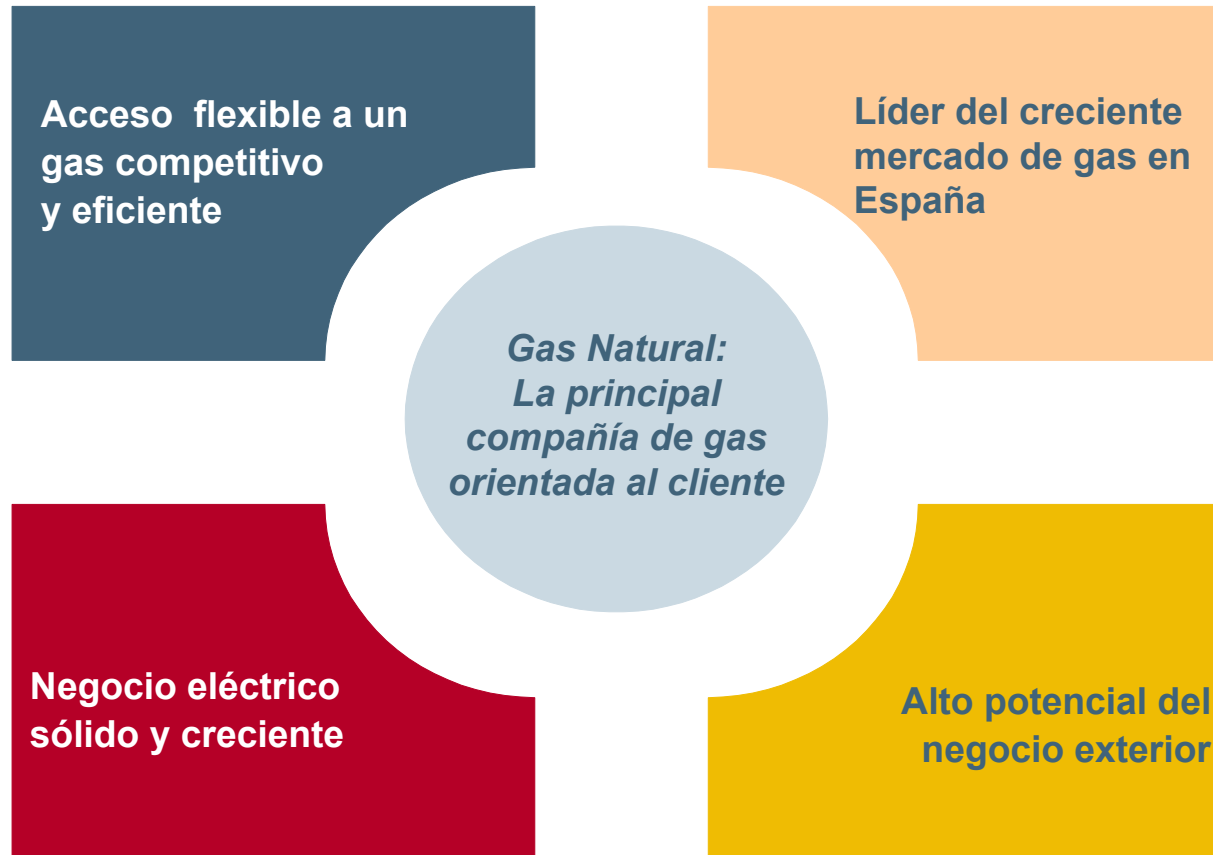 Acceso flexible a un
gas competitivo
y eficiente
Líder del creciente
mercado de gas en
España
Gas Natural:
La principal
compañía de gas
orientada al cliente
Negocio eléctrico
sólido y creciente
Alto potencial del
negocio exterior